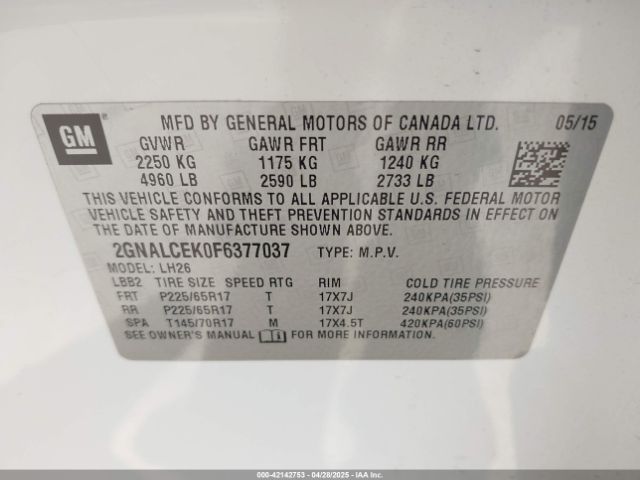 GM
MFD BY GENERAL MOTORS OF CANADA LTD. 05/15
GVWR GAWR FRT GAWR RR
2250 KG 1175 KG 1240 KG
4960 LB 2590 LB 2733 LB
THIS VEHICLE CONFORMS TO ALL APPLICABLE U.S. FEDERAL MOTOR
VEHICLE SAFETY AND THEFT PREVENTION STANDARDS IN EFFECT ON
THE DATE OF MANUFACTURE SHOWN ABOVE.
2GNALCEK0F6377037 TYPE: M.P.V.
MODEL: LH26
LBB2 TIRE SIZE SPEED RTG RIM COLD TIRE PRESSURE
FRT P225/65R17 T 17X7J 240KPA(35PSI)
RR P225/65R17 T 17X7J 240KPA(35PSI)
SPA T145/70R17 M 17X4.5T 420KPA(60PSI)
SEE OWNER'S MANUAL FOR MORE INFORMATION.
000-42142753 - 04/28/2025 - IAAI.COM